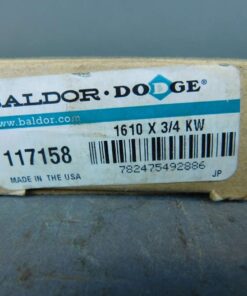 BALDOR · DODGE®
www.baldor.com
1610 X 3/4 KW
117158
782475492886
MADE IN THE USA
JP